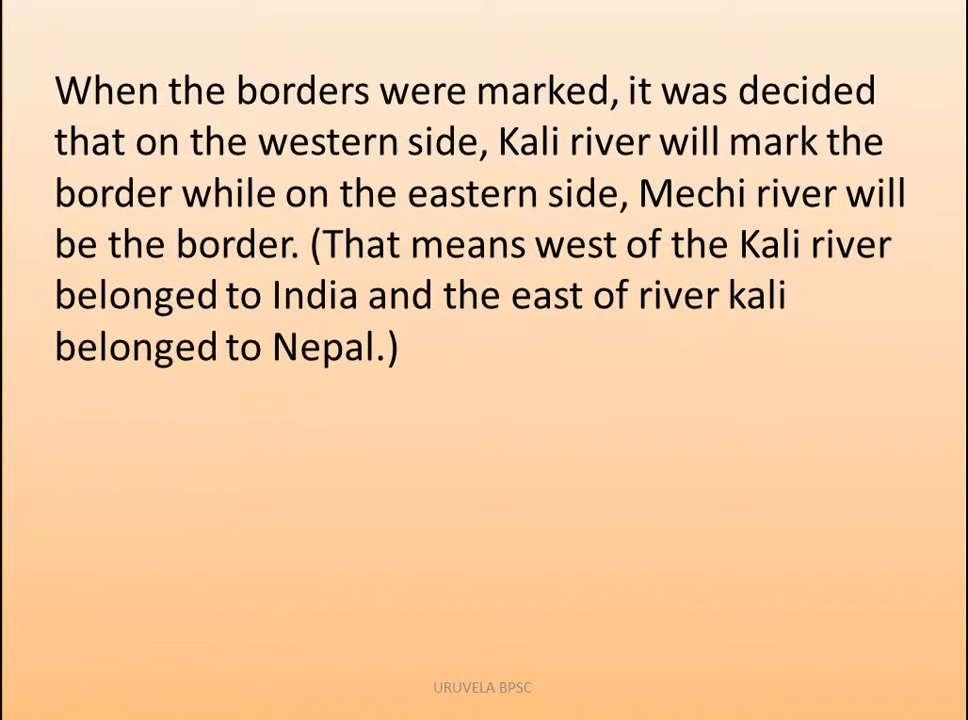 When the borders were marked, it was decided
that on the western side, Kali river will mark the
border while on the eastern side, Mechi river will
be the border. (That means west of the Kali river
belonged to India and the east of river kali
belonged to Nepal.)
URUVELA BPSC